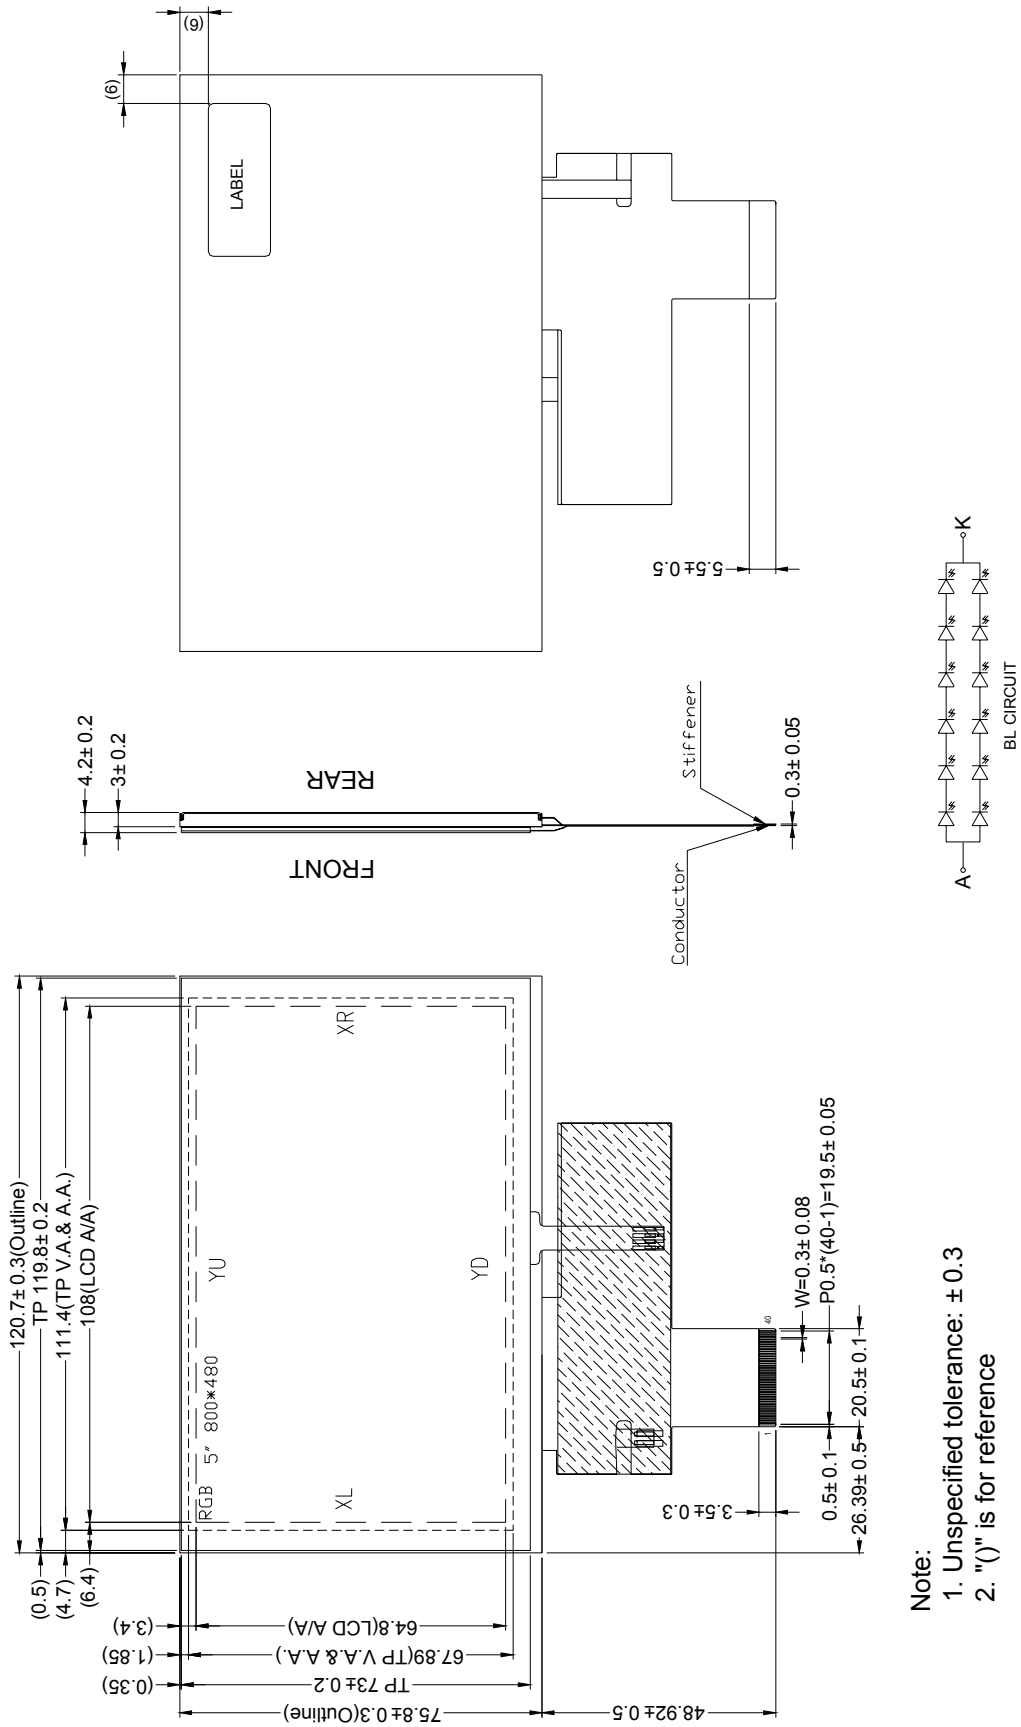 120.7± 0.3(Outline)
TP 119.8± 0.2
111.4(TP V.A.& A.A.)
108(LCD A/A)
(0.5)
(4.7)
(6.4)
75.8± 0.3(Outline)
TP 73± 0.2
67.89(TP V.A.& A.A.)
64.8(LCD A/A)
(0.35)
(1.85)
(3.4)
48.92± 0.5
RGB 5" 800*480
YU
YD
XL
XR
1
40
3.5± 0.3
W=0.3± 0.08
P0.5*(40-1)=19.5± 0.05
0.5± 0.1
20.5± 0.1
26.39± 0.5
4.2± 0.2
3± 0.2
FRONT
REAR
Conductor
Stiffener
0.3± 0.05
(6)
(6)
LABEL
5.5± 0.5
A
K
BL CIRCUIT
Note:
1. Unspecified tolerance: ± 0.3
2. "()" is for reference